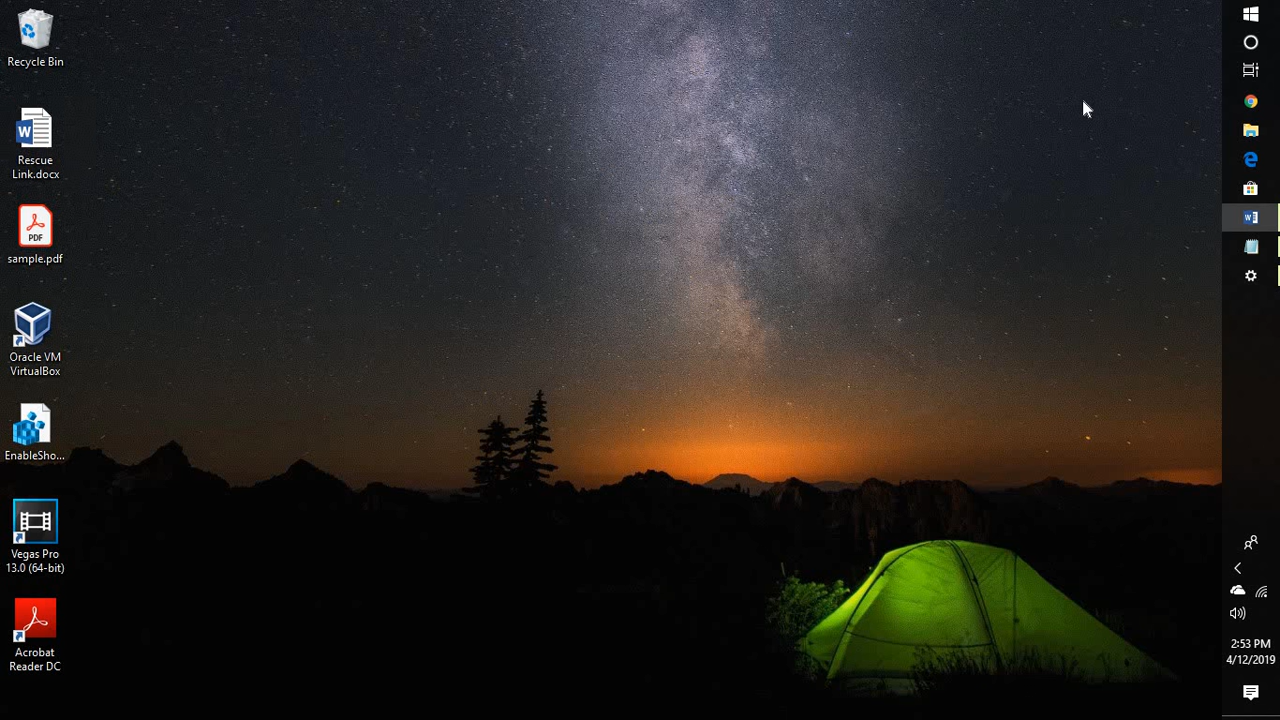 Recycle Bin
Rescue
Link.docx
PDF
sample.pdf
Oracle VM
VirtualBox
EnableSho...
Vegas Pro
13.0 (64-bit)
Acrobat
Reader DC
2:53 PM
4/12/2019